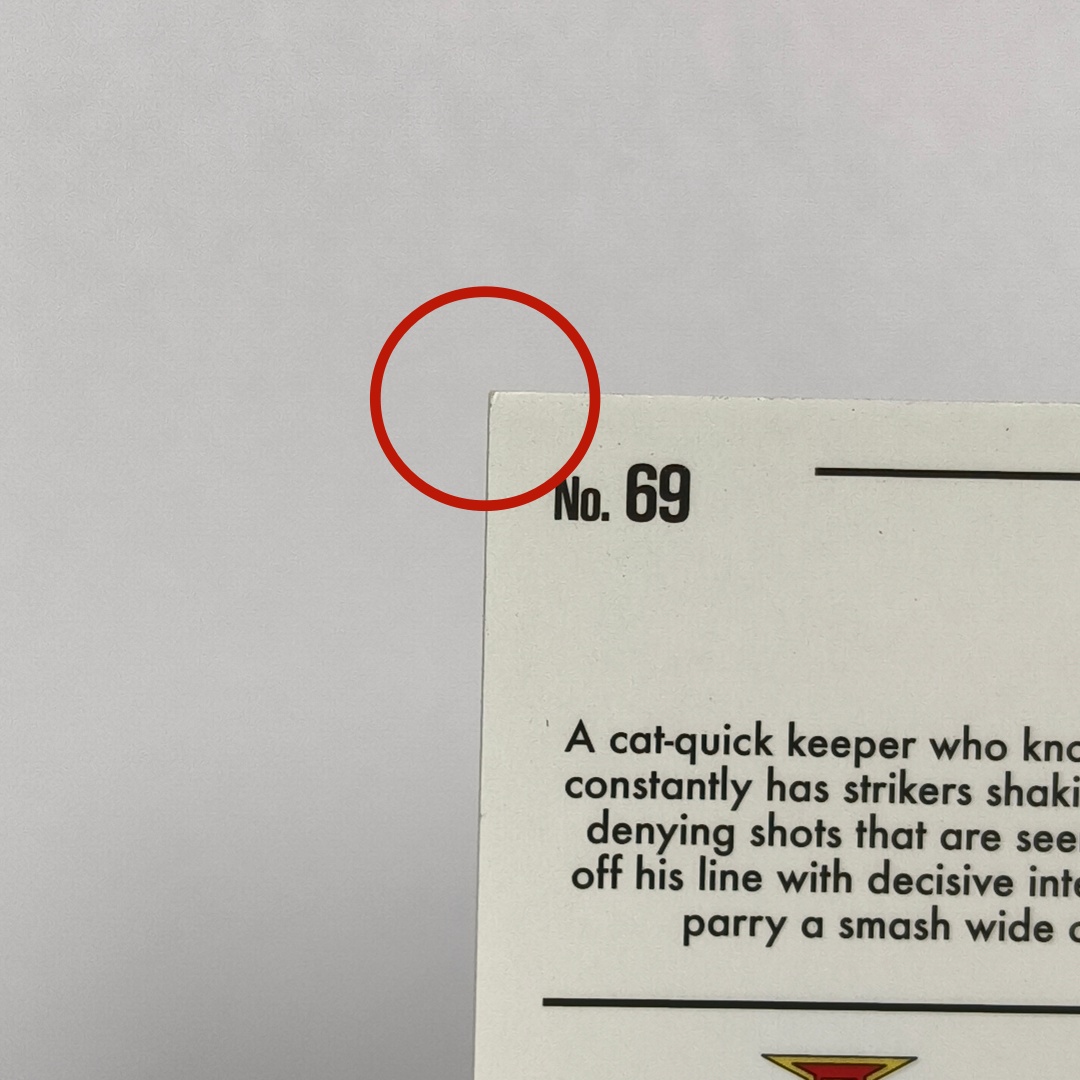 No. 69
A cat-quick keeper who kno
constantly has strikers shaki
denying shots that are see
off his line with decisive inte
parry a smash wide o